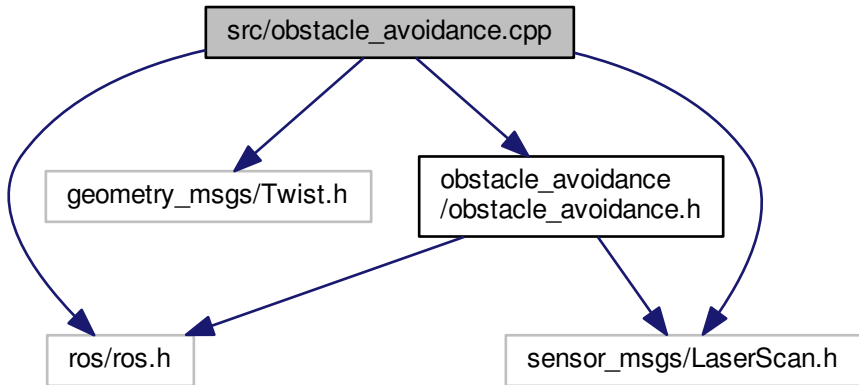 src/obstacle_avoidance.cpp
geometry_msgs/Twist.h
obstacle_avoidance
/obstacle_avoidance.h
ros/ros.h
sensor_msgs/LaserScan.h